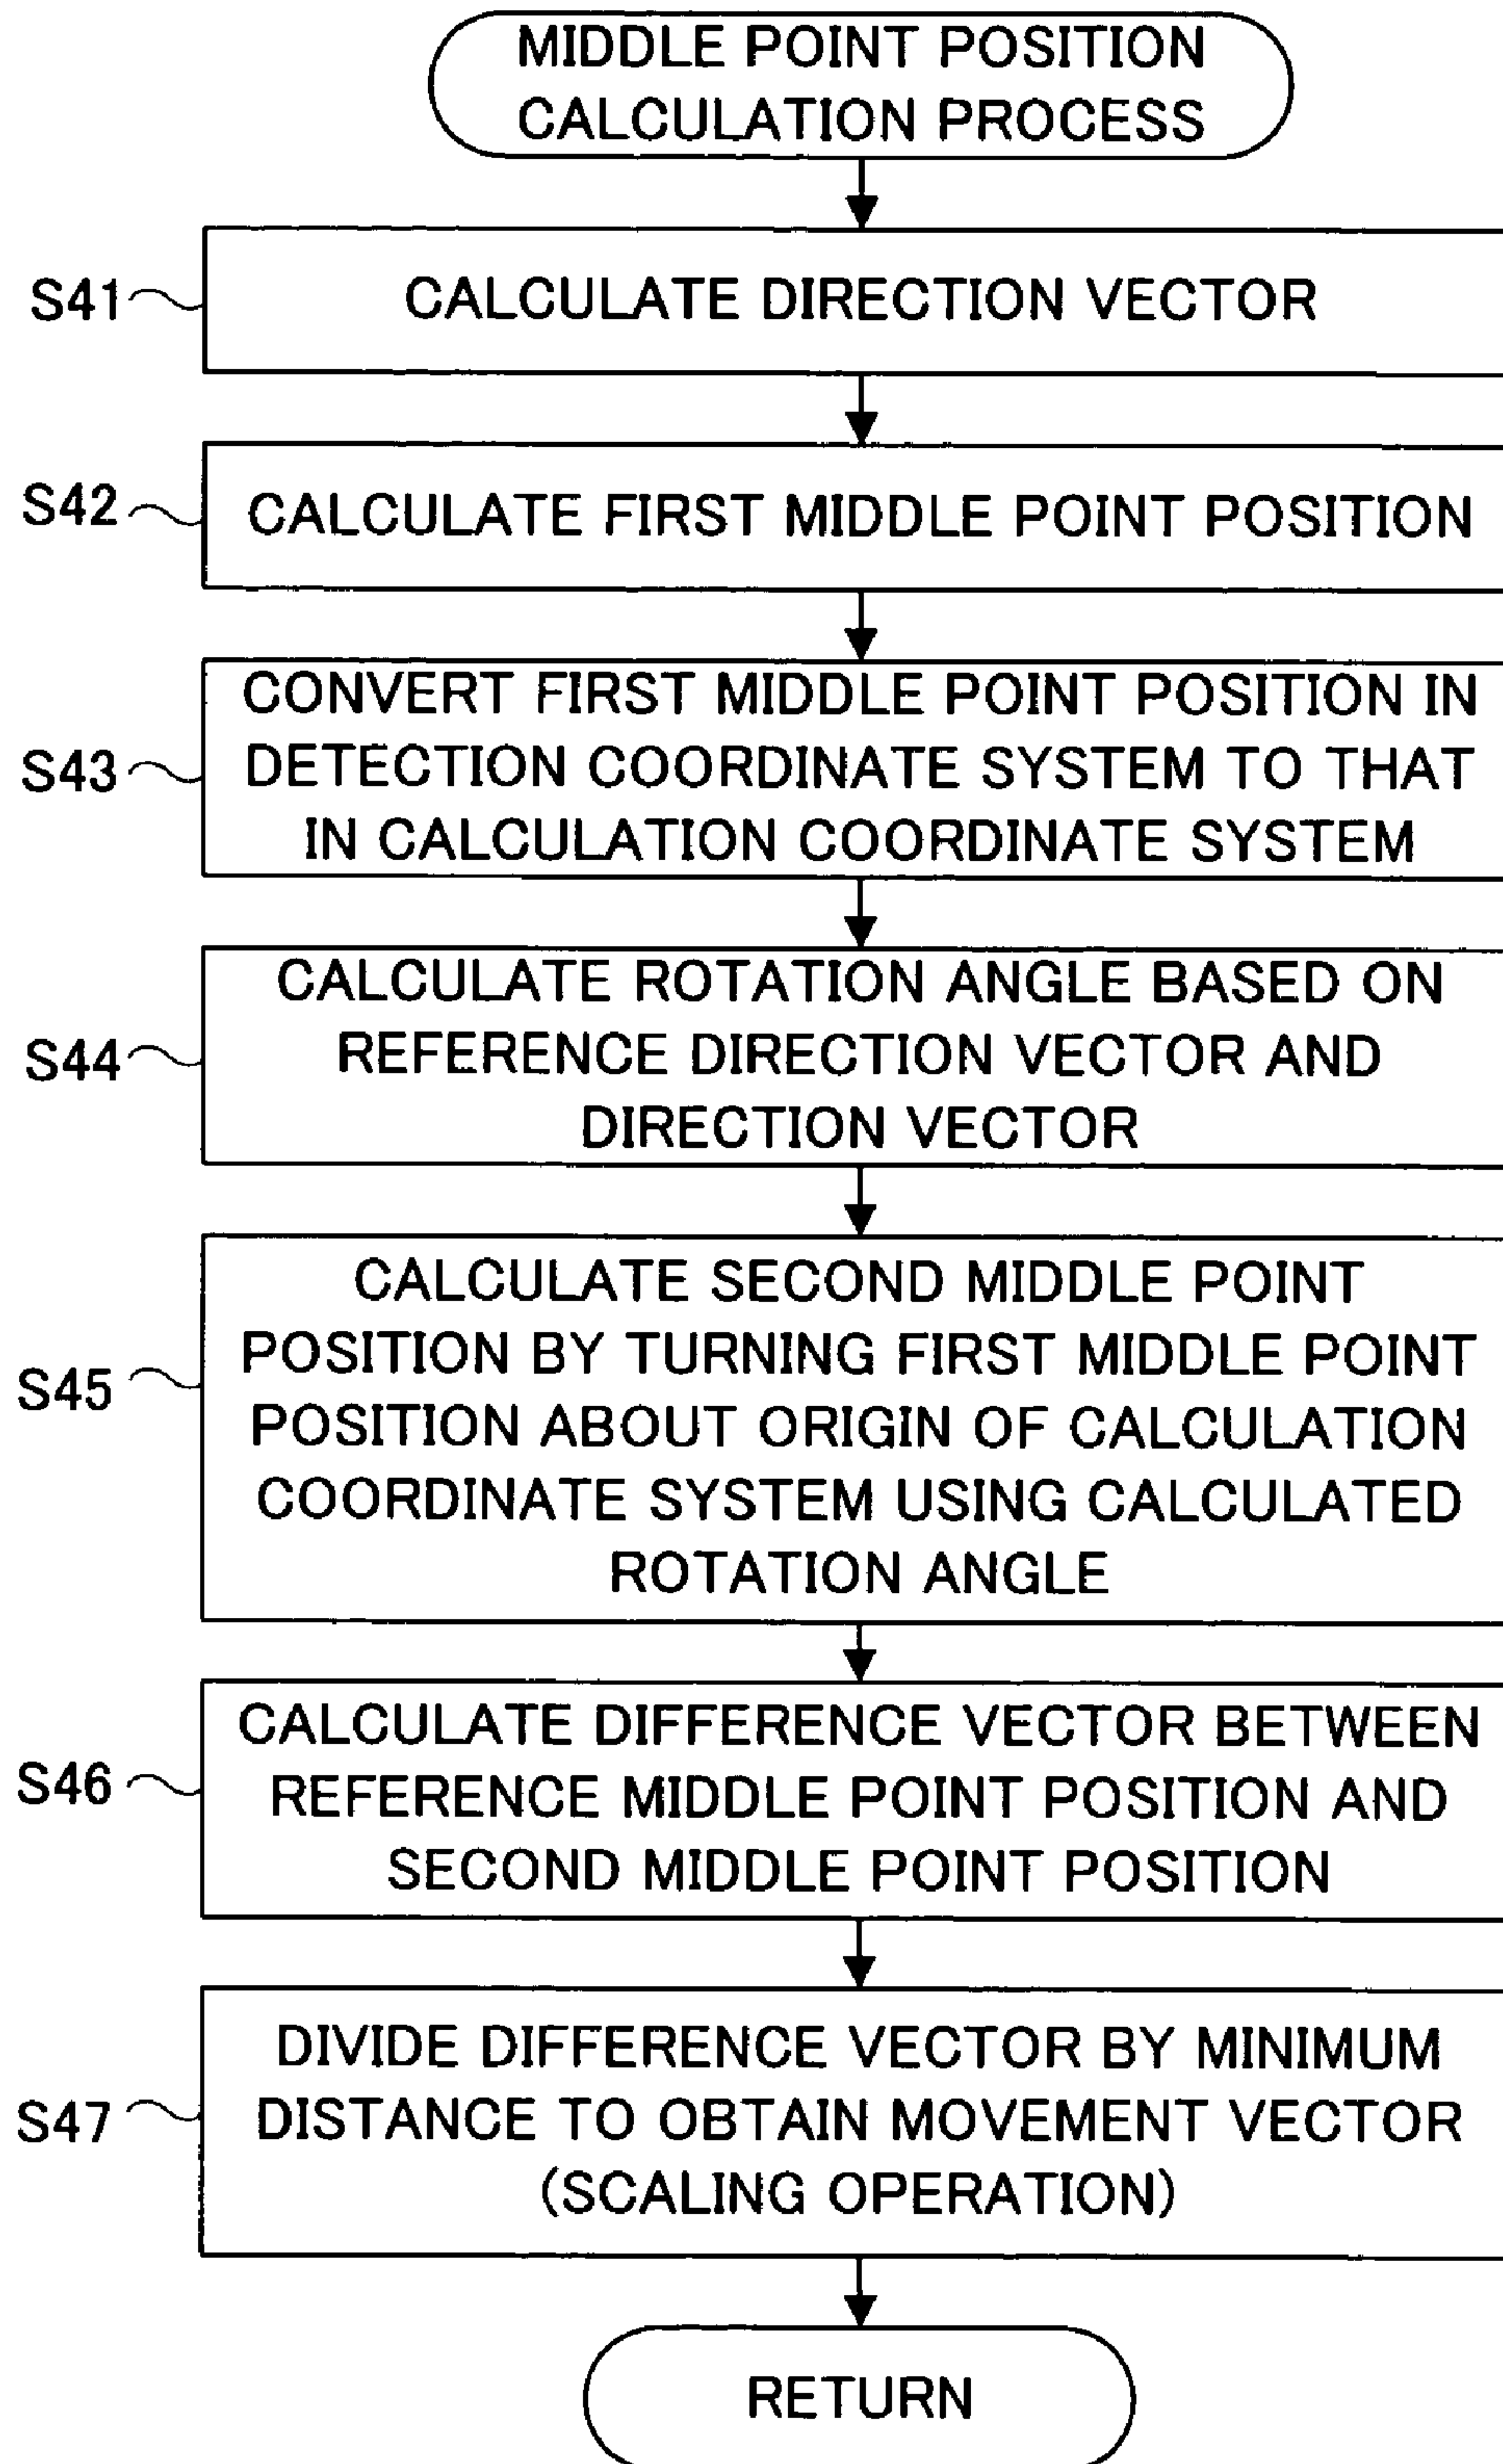 MIDDLE POINT POSITION
CALCULATION PROCESS
S41
CALCULATE DIRECTION VECTOR
S42
CALCULATE FIRST MIDDLE POINT POSITION
S43
CONVERT FIRST MIDDLE POINT POSITION IN
DETECTION COORDINATE SYSTEM TO THAT
IN CALCULATION COORDINATE SYSTEM
S44
CALCULATE ROTATION ANGLE BASED ON
REFERENCE DIRECTION VECTOR AND
DIRECTION VECTOR
S45
CALCULATE SECOND MIDDLE POINT
POSITION BY TURNING FIRST MIDDLE POINT
POSITION ABOUT ORIGIN OF CALCULATION
COORDINATE SYSTEM USING CALCULATED
ROTATION ANGLE
S46
CALCULATE DIFFERENCE VECTOR BETWEEN
REFERENCE MIDDLE POINT POSITION AND
SECOND MIDDLE POINT POSITION
S47
DIVIDE DIFFERENCE VECTOR BY MINIMUM
DISTANCE TO OBTAIN MOVEMENT VECTOR
(SCALING OPERATION)
RETURN